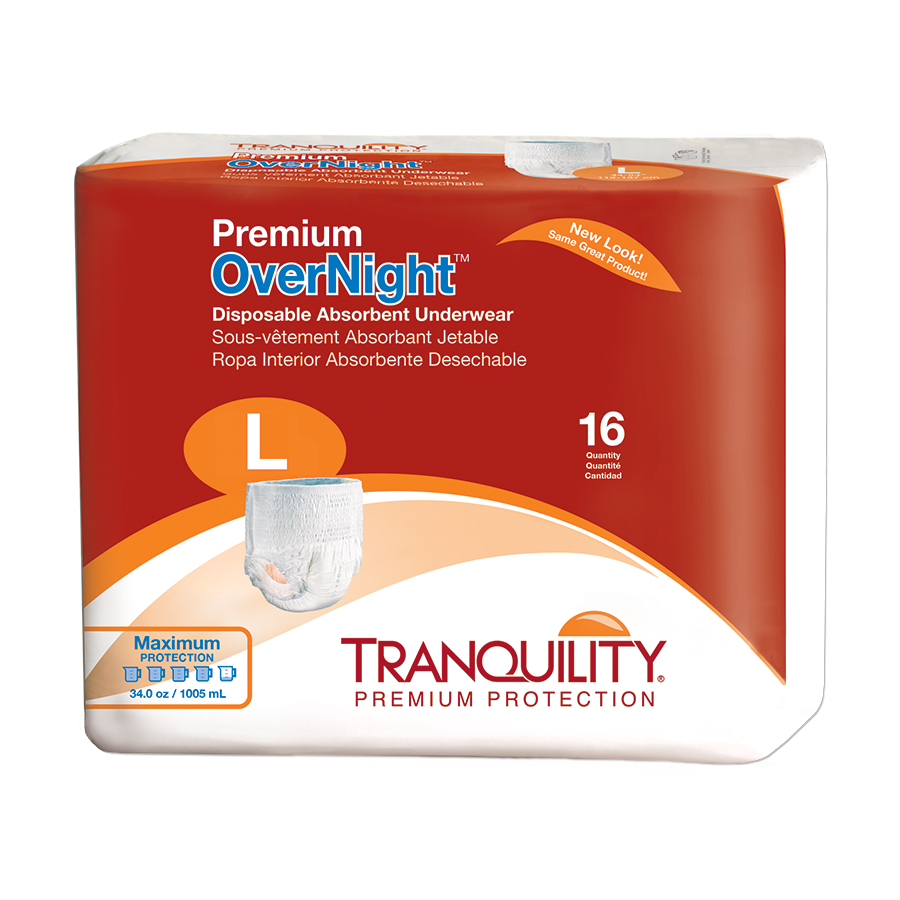 TRANQUILITY
PREMIUM PROTECTION
Premium
OverNight™
Disposable Absorbent Underwear
Sous-vêtement Absorbant Jetable
Ropa Interior Absorbente Desechable
L
New Look!
Same Great Product!
Premium
OverNight™
Disposable Absorbent Underwear
Sous-vêtement Absorbant Jetable
Ropa Interior Absorbente Desechable
L
16
Quantity
Quantité
Cantidad
Maximum
PROTECTION
34.0 oz / 1005 mL
TRANQUILITY®
PREMIUM PROTECTION